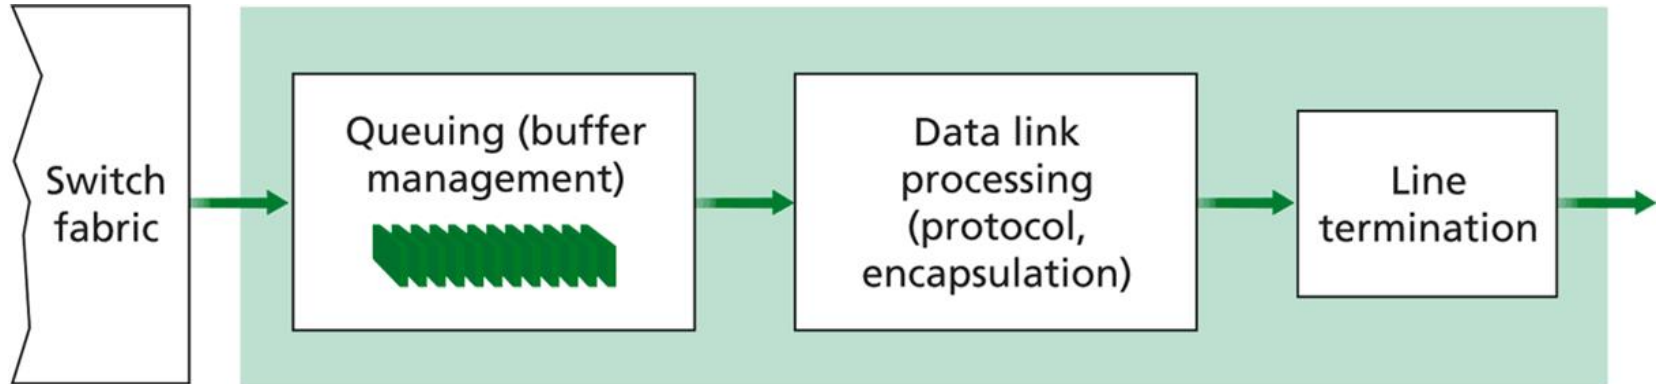 Switch
fabric
Queuing (buffer
management)
Data link
processing
(protocol,
encapsulation)
Line
termination